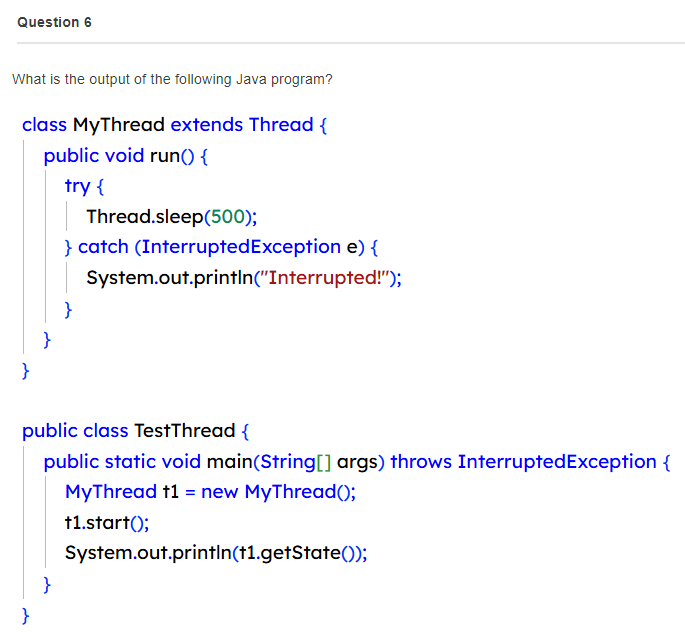 Question 6
What is the output of the following Java program?
class MyThread extends Thread {
public void run() {
try {
Thread.sleep(500);
} catch (InterruptedException e) {
System.out.println("Interrupted!");
}
}
}
public class TestThread {
public static void main(String[] args) throws InterruptedException {
MyThread t1 = new MyThread();
t1.start();
System.out.println(t1.getState());
}
}